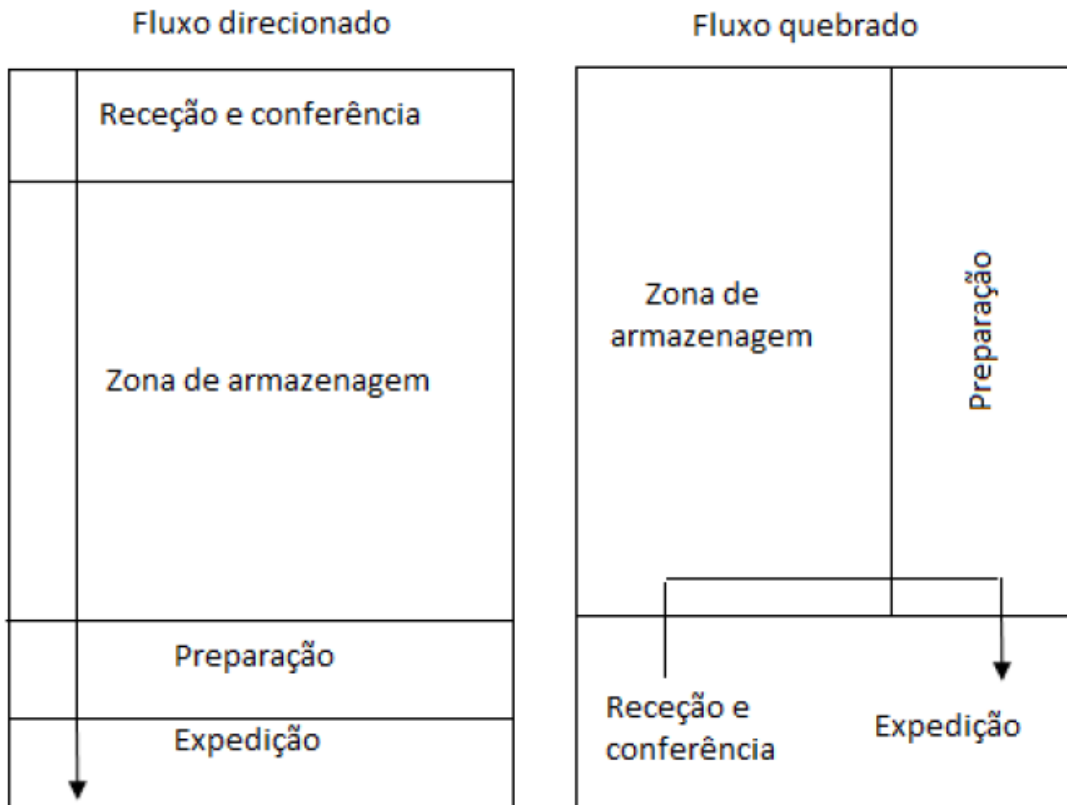 Fluxo direcionado
Receção e conferência
Zona de armazenagem
Preparação
Expedição
Fluxo quebrado
Zona de
armazenagem
Preparação
Receção e
conferência
Expedição